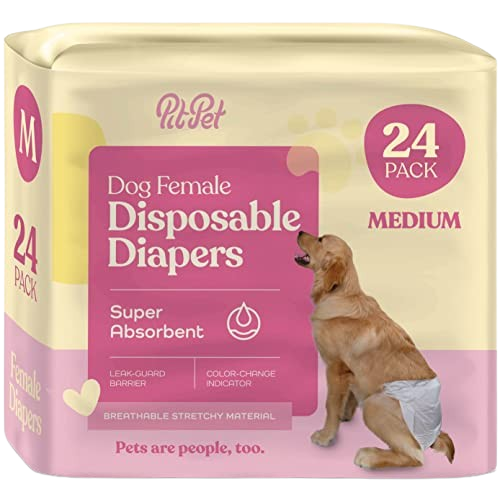 M
24
PACK
Female
Diapers
PitPet
Dog Female
Disposable
Diapers
Super
Absorbent
LEAK-GUARD
BARRIER
COLOR-CHANGE
INDICATOR
BREATHABLE STRETCHY MATERIAL
Pets are people, too.
24
PACK
MEDIUM